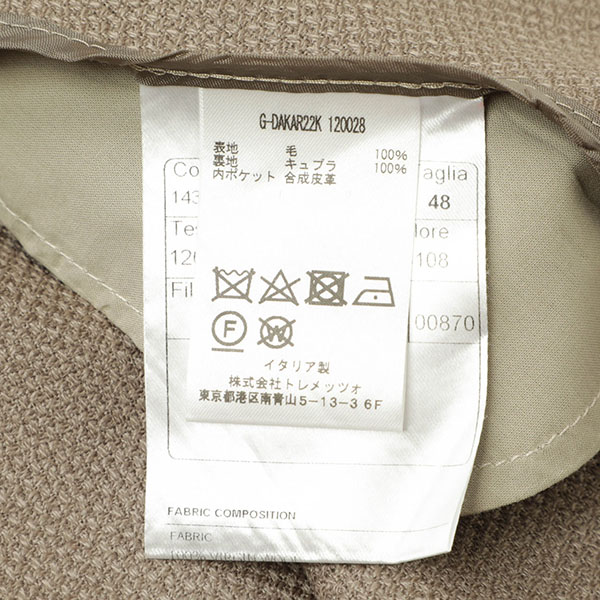 G-DAKAR22K 120028
表地 毛 100%
裏地 キュプラ 100%
内ポケット 合成皮革
Co aglia
143 48
Te lore
120 108
Fil
00870
F W
イタリア製
株式会社トレメッツォ
東京都港区南青山5-13-3 6F
FABRIC COMPOSITION
FABRIC